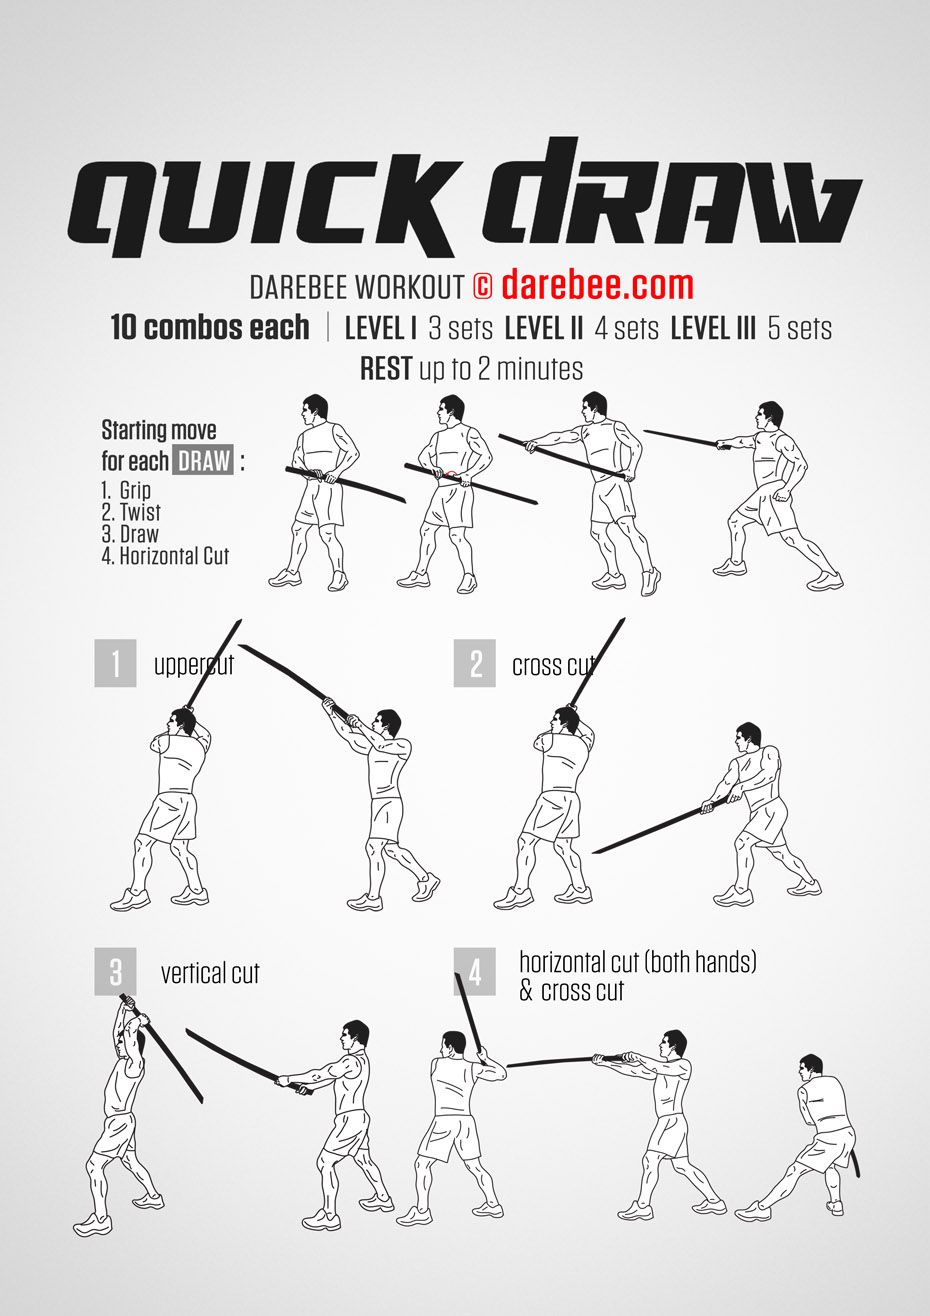 QUICK DRAW
DAREBEE WORKOUT © darebee.com
10 combos each | LEVEL I 3 sets LEVEL II 4 sets LEVEL III 5 sets
REST up to 2 minutes
Starting move
for each DRAW :
1. Grip
2. Twist
3. Draw
4. Horizontal Cut
1 uppercut
2 cross cut
3 vertical cut
4 horizontal cut (both hands)
& cross cut